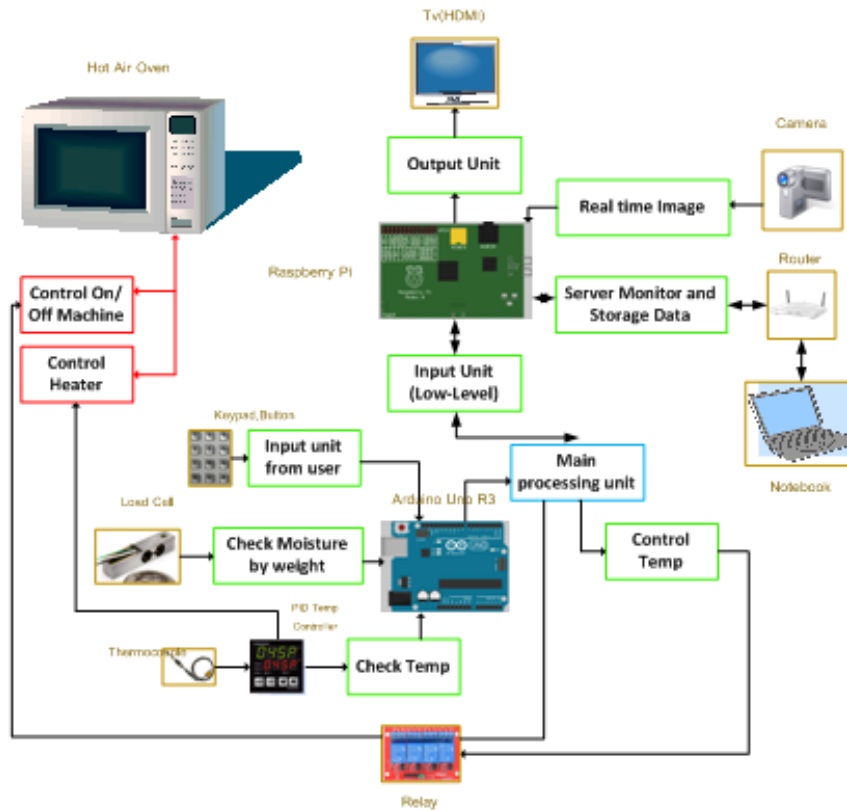 Tv(HDMI)
Hot Air Oven
Camera
Output Unit
Real time Image
Raspberry Pi
Router
Control On/
Off Machine
Server Monitor and
Storage Data
Control
Heater
Input Unit
(Low-Level)
Keypad,Button
Input unit
from user
Main
processing unit
Notebook
Load Cell
Arduino Uno R3
Check Moisture
by weight
Control
Temp
PID Temp
Controller
Thermocouple
Check Temp
Relay